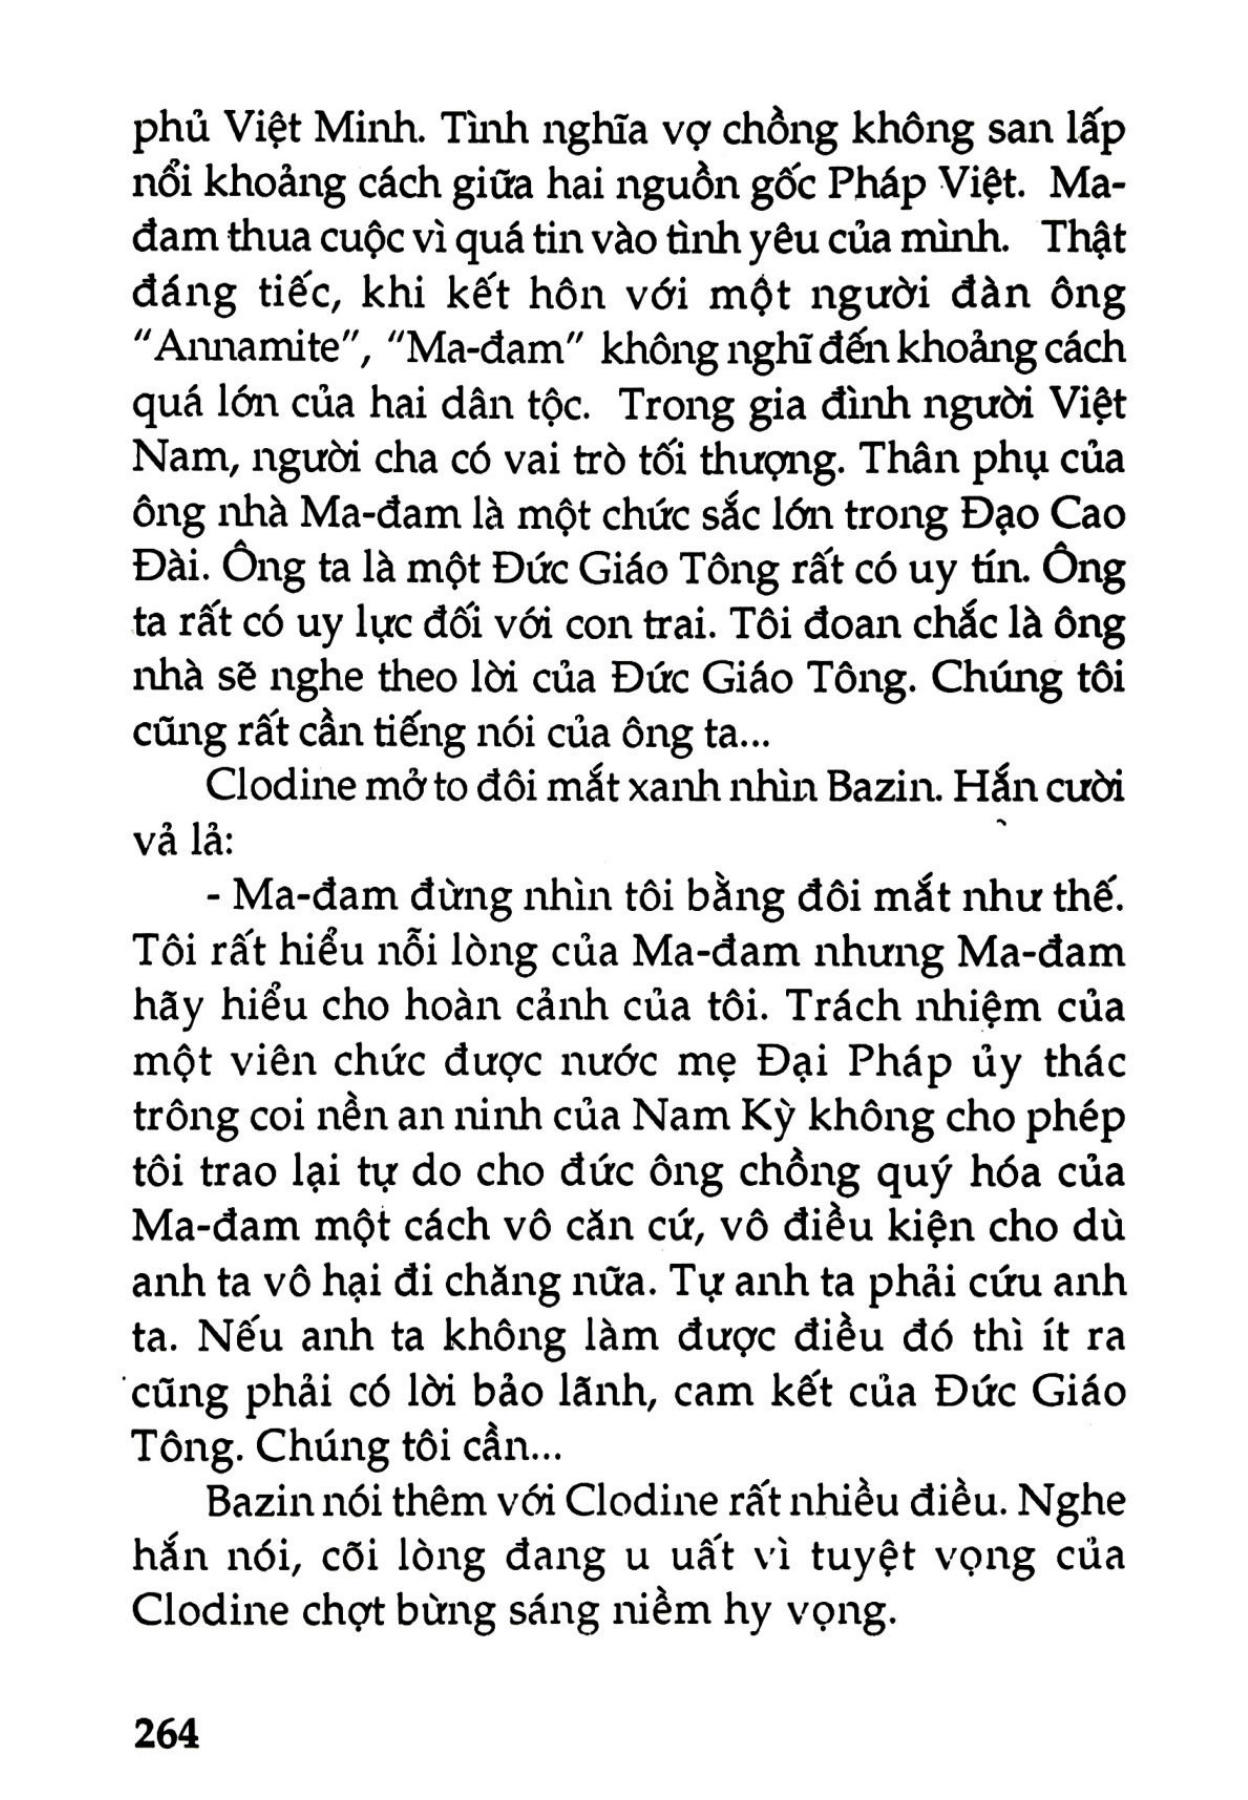 phủ Việt Minh. Tình nghĩa vợ chồng không san lấp
nổi khoảng cách giữa hai nguồn gốc Pháp Việt. Ma-
đam thua cuộc vì quá tin vào tình yêu của mình. Thật
đáng tiếc, khi kết hôn với một người đàn ông
"Annamite", "Ma-đam" không nghĩ đến khoảng cách
quá lớn của hai dân tộc. Trong gia đình người Việt
Nam, người cha có vai trò tối thượng. Thân phụ của
ông nhà Ma-đam là một chức sắc lớn trong Đạo Cao
Đài. Ông ta là một Đức Giáo Tông rất có uy tín. Ông
ta rất có uy lực đối với con trai. Tôi đoan chắc là ông
nhà sẽ nghe theo lời của Đức Giáo Tông. Chúng tôi
cũng rất cần tiếng nói của ông ta...
Clodine mở to đôi mắt xanh nhìn Bazin. Hắn cười
vả lả:
- Ma-đam đừng nhìn tôi bằng đôi mắt như thế.
Tôi rất hiểu nỗi lòng của Ma-đam nhưng Ma-đam
hãy hiểu cho hoàn cảnh của tôi. Trách nhiệm của
một viên chức được nước mẹ Đại Pháp ủy thác
trông coi nền an ninh của Nam Kỳ không cho phép
tôi trao lại tự do cho đức ông chồng quý hóa của
Ma-đam một cách vô căn cứ, vô điều kiện cho dù
anh ta vô hại đi chăng nữa. Tự anh ta phải cứu anh
ta. Nếu anh ta không làm được điều đó thì ít ra
cũng phải có lời bảo lãnh, cam kết của Đức Giáo
Tông. Chúng tôi cần...
Bazin nói thêm với Clodine rất nhiều điều. Nghe
hắn nói, cõi lòng đang u uất vì tuyệt vọng của
Clodine chợt bừng sáng niềm hy vọng.
264